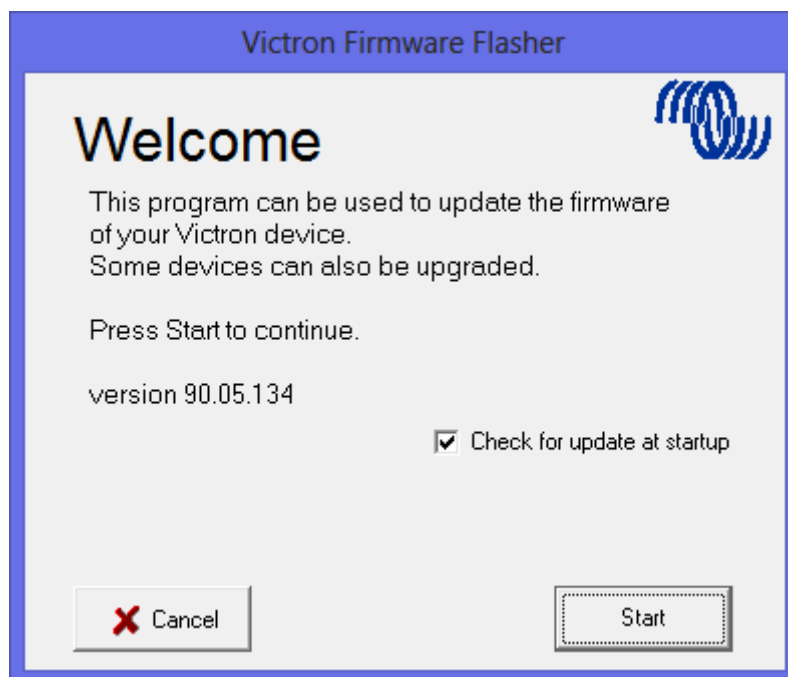 Victron Firmware Flasher
Welcome
This program can be used to update the firmware
of your Victron device.
Some devices can also be upgraded.
Press Start to continue.
version 90.05.134
Check for update at startup
Cancel
Start